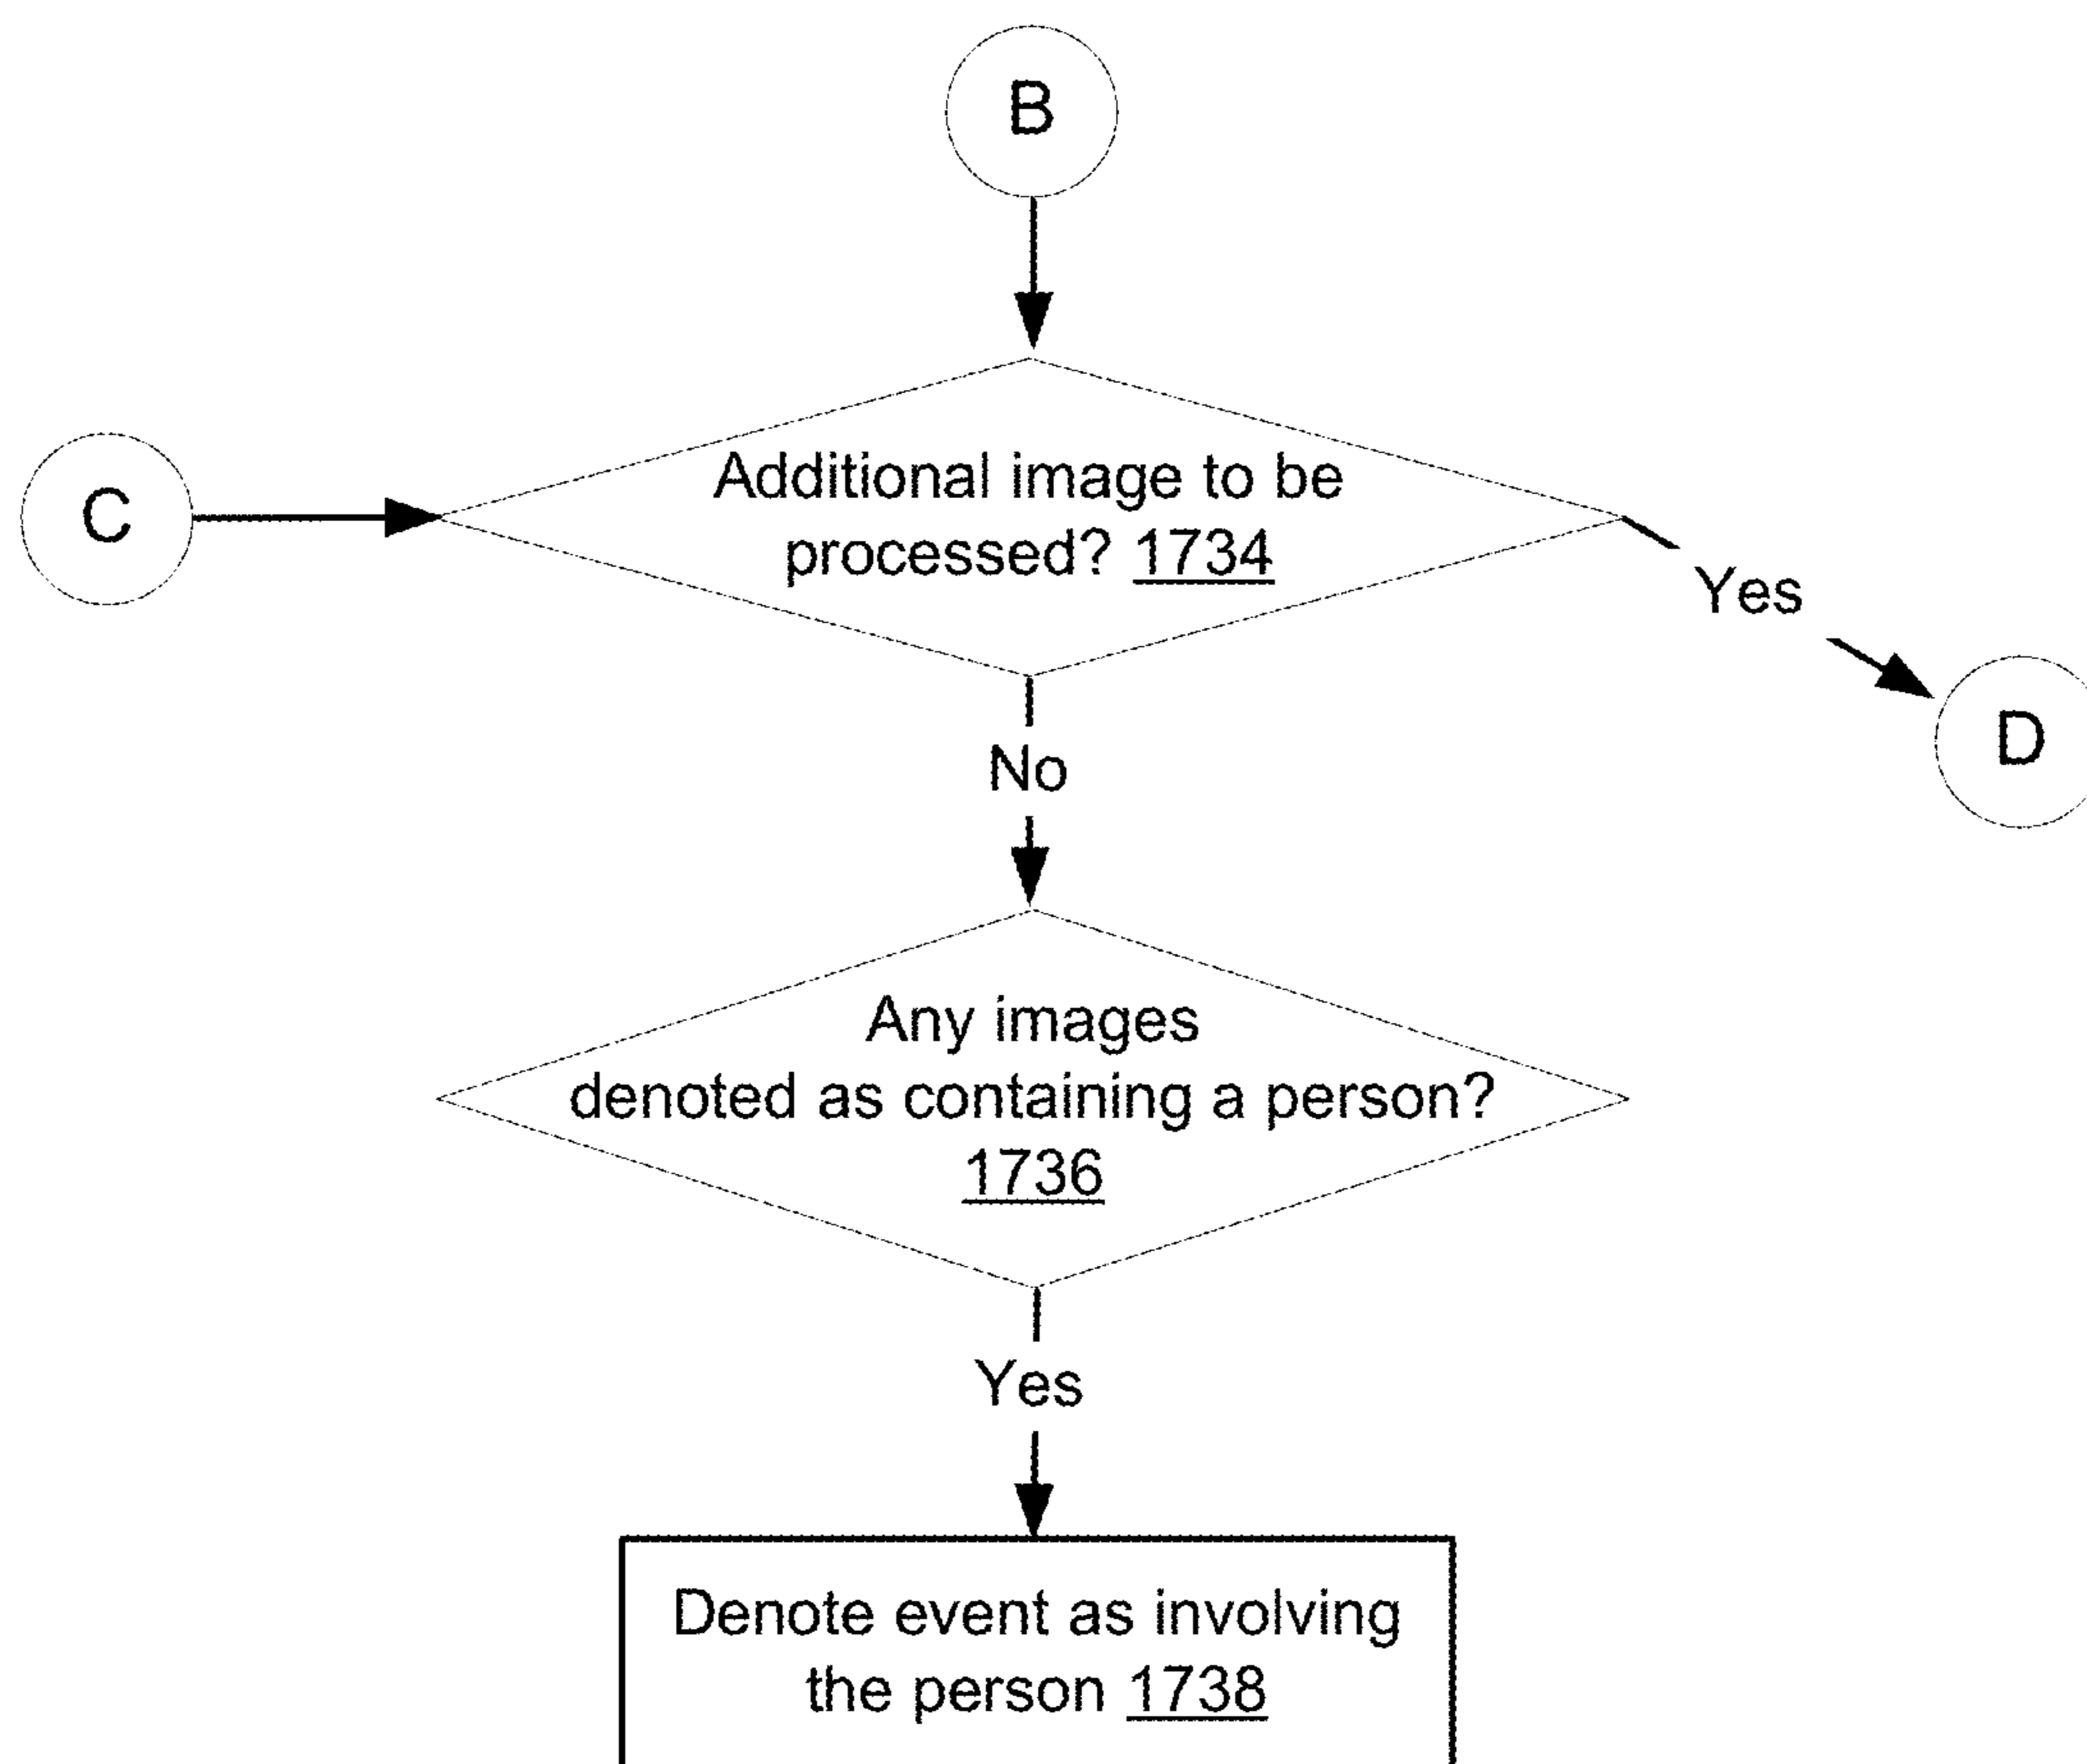 B
C
Additional image to be
processed? 1734
Yes
D
No
Any images
denoted as containing a person?
1736
Yes
Denote event as involving
the person 1738